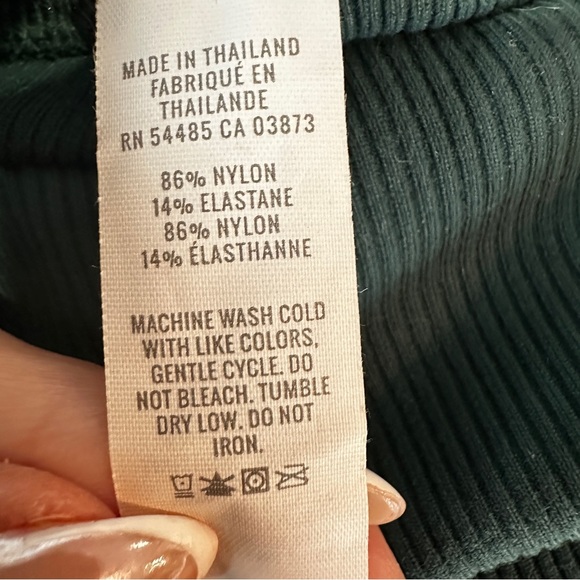 MADE IN THAILAND
FABRIQUÉ EN
THAILANDE
RN 54485 CA 03873
86% NYLON
14% ELASTANE
86% NYLON
14% ÉLASTHANNE
MACHINE WASH COLD
WITH LIKE COLORS,
GENTLE CYCLE. DO
NOT BLEACH. TUMBLE
DRY LOW. DO NOT
IRON.